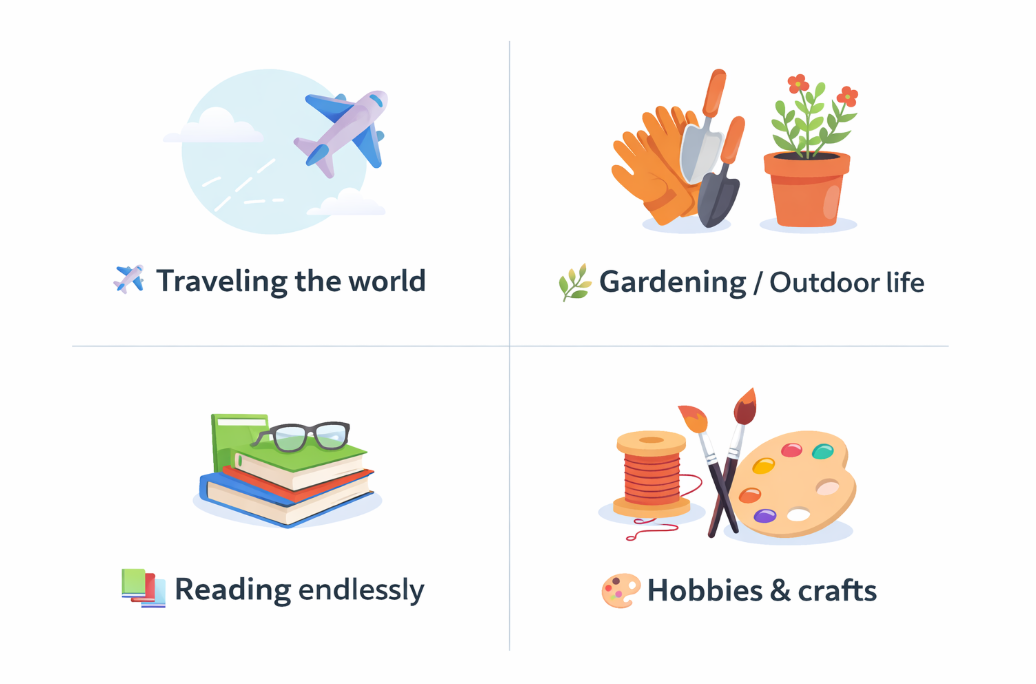 Traveling the world
Gardening / Outdoor life
Reading endlessly
Hobbies & crafts